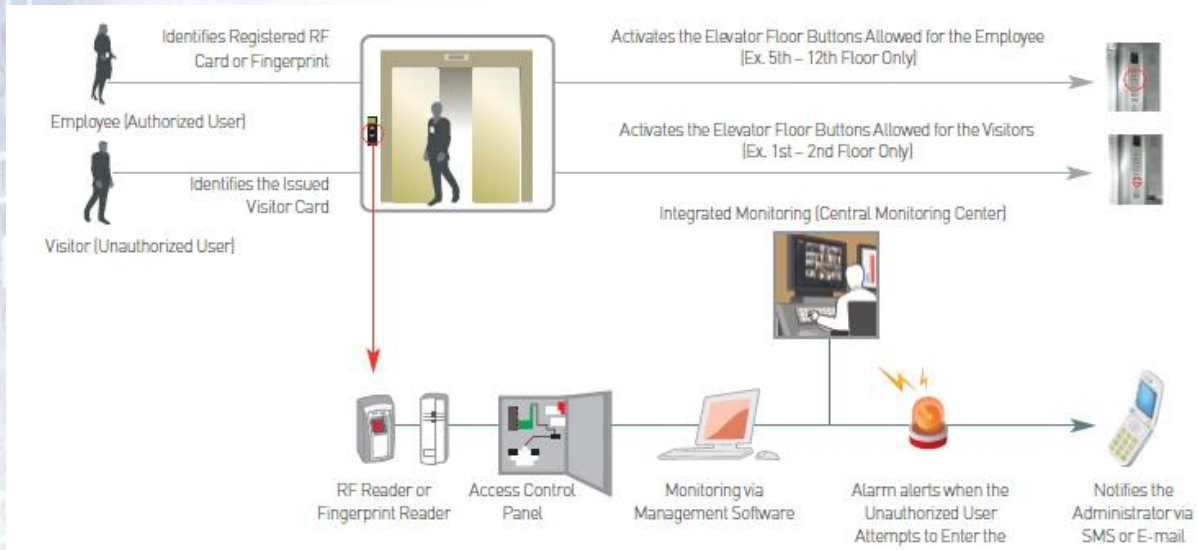 Identifies Registered RF
Card or Fingerprint
Employee (Authorized User)
Activates the Elevator Floor Buttons Allowed for the Employee
(Ex. 5th – 12th Floor Only)
Identifies the Issued
Visitor Card
Visitor (Unauthorized User)
Activates the Elevator Floor Buttons Allowed for the Visitors
(Ex. 1st – 2nd Floor Only)
Integrated Monitoring (Central Monitoring Center)
RF Reader or
Fingerprint Reader
Access Control
Panel
Monitoring via
Management Software
Alarm alerts when the
Unauthorized User
Attempts to Enter the
Notifies the
Administrator via
SMS or E-mail